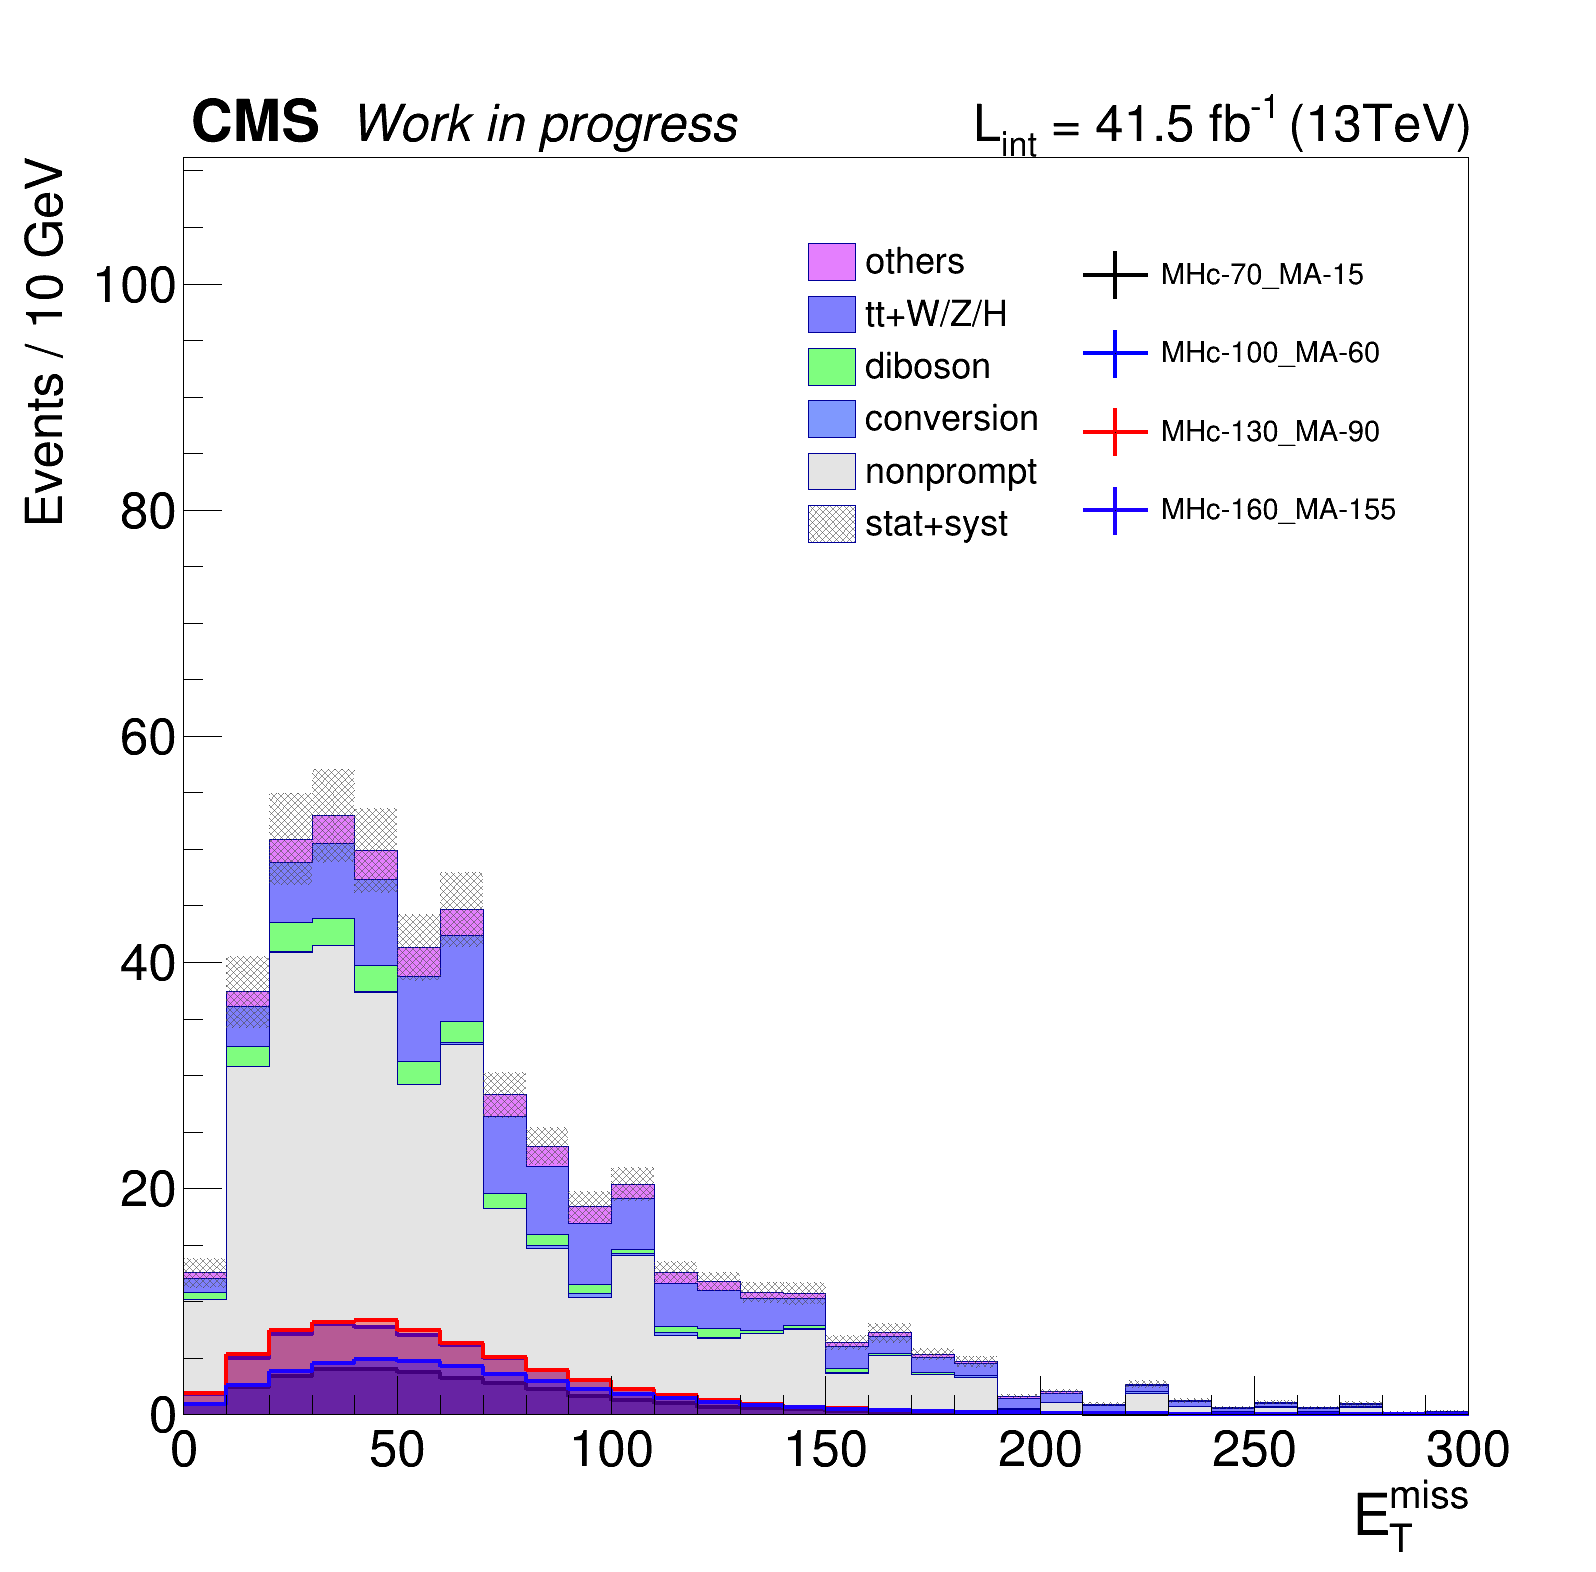 CMS Work in progress
L_int = 41.5 fb^-1 (13TeV)
Events / 10 GeV
100
80
60
40
20
0
others
tt+W/Z/H
diboson
conversion
nonprompt
stat+syst
MHc-70_MA-15
MHc-100_MA-60
MHc-130_MA-90
MHc-160_MA-155
0 50 100 150 200 250 300
E_T^miss